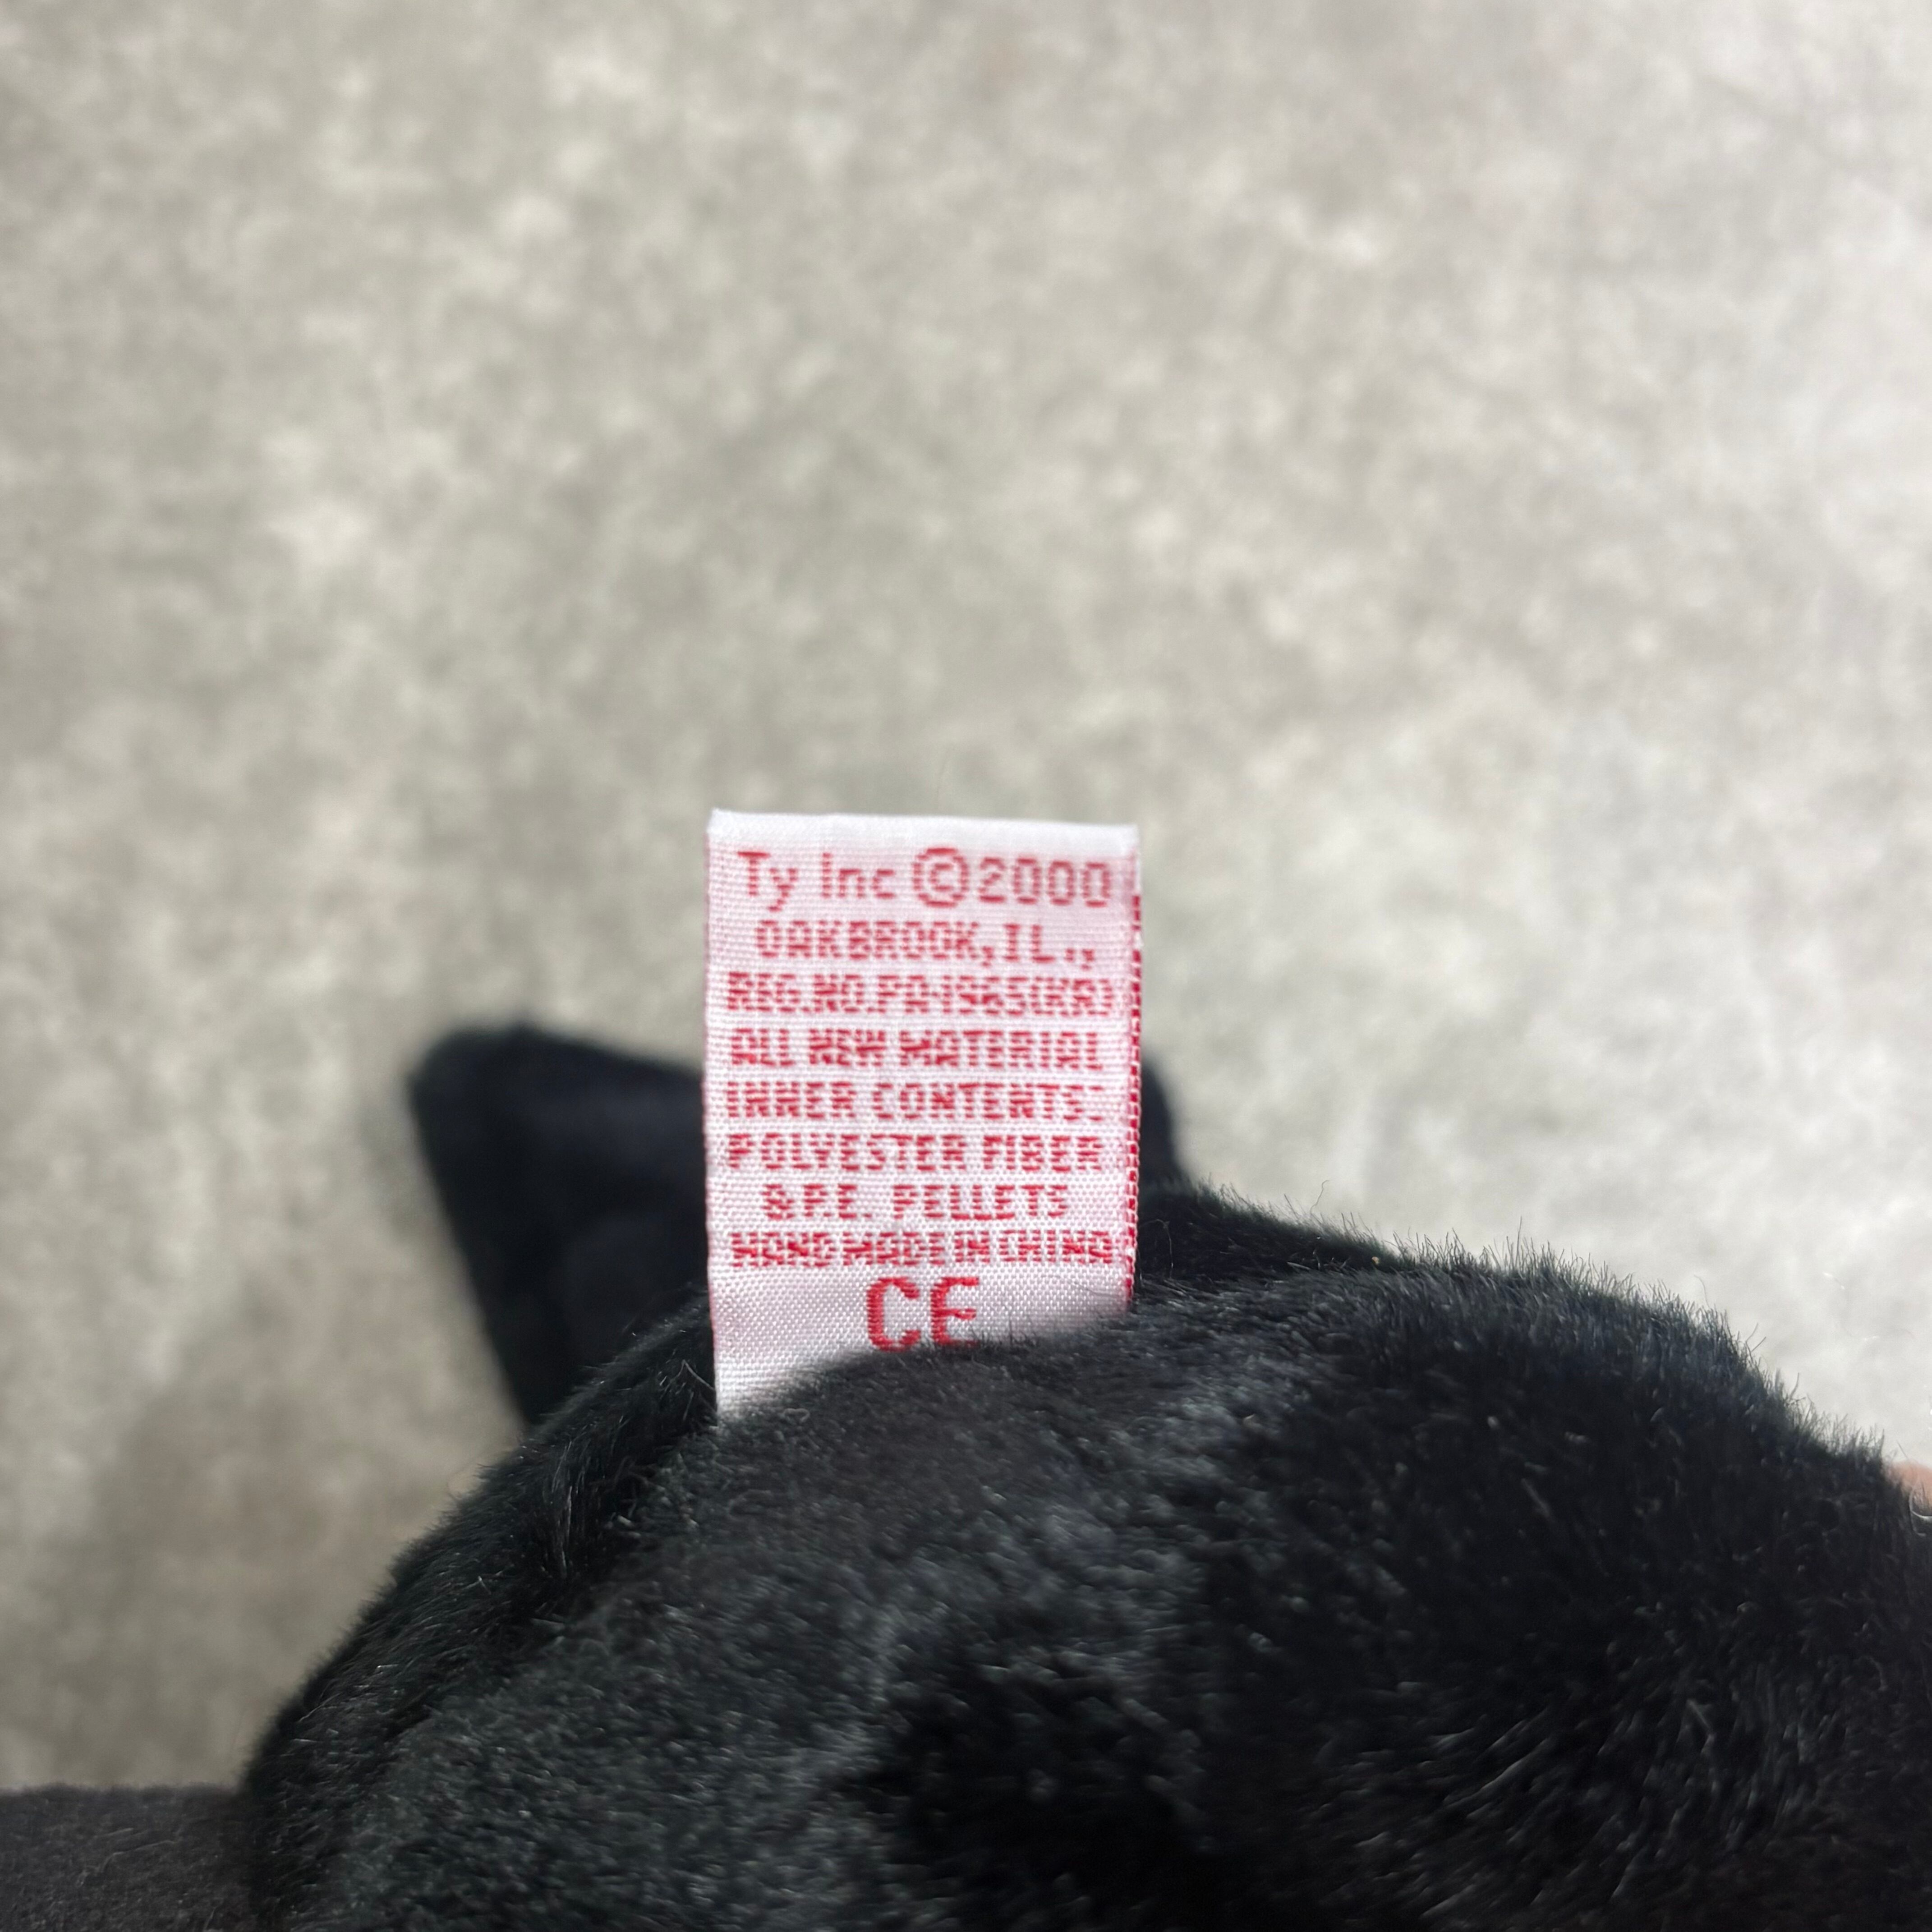 Ty Inc ©2000
OAKBROOK,IL.,,
REG.NO.PA-1965(KR)
ALL NEW MATERIAL
INNER CONTENTS:
POLYESTER FIBER
&P.E. PELLETS
HAND MADE IN CHINA
CE